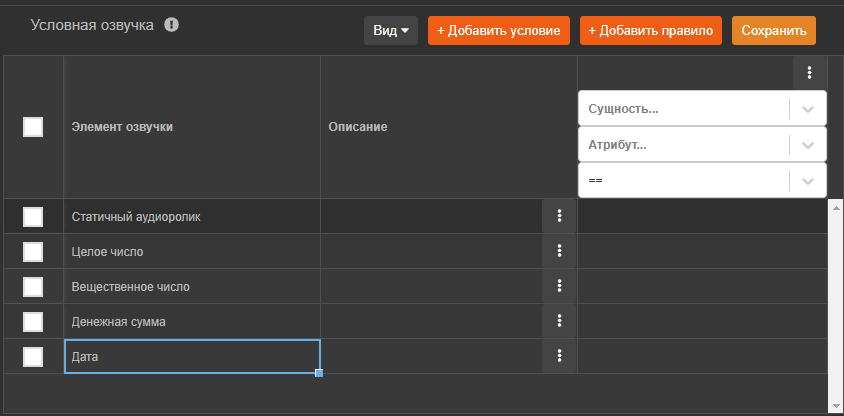 Условная озвучка
Вид
+ Добавить условие
+ Добавить правило
Сохранить
Элемент озвучки
Описание
Сущность...
Атрибут...
==
Статичный аудиоролик
Целое число
Вещественное число
Денежная сумма
Дата